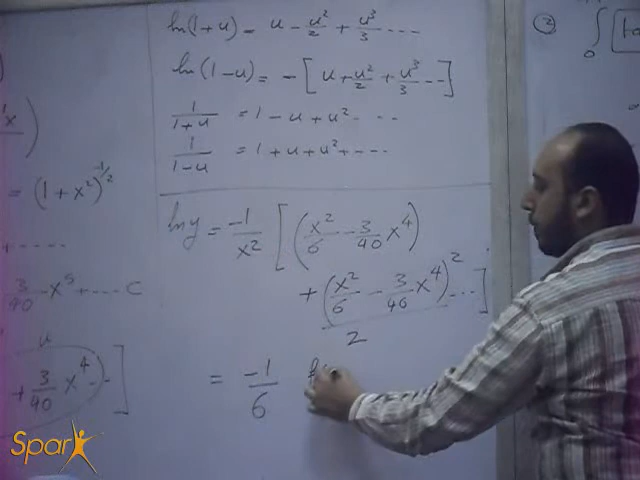 ln(1+u) = u - u²/2 + u³/3 ...
ln(1-u) = -[u + u²/2 + u³/3 ---]
1/(1+u) = 1 - u + u² ....
1/(1-u) = 1 + u + u² + ....
x)
= (1+x²)^(-1/2)
+ .....
3/40 x⁵ + .... C
u
+ 3/40 x⁴ - - ]
ln y = -1/x² [(x²/6 - 3/40 x⁴)
+ (x²/6 - 3/40 x⁴)²/2 ....]
= -1/6
②
∫
0
Spark